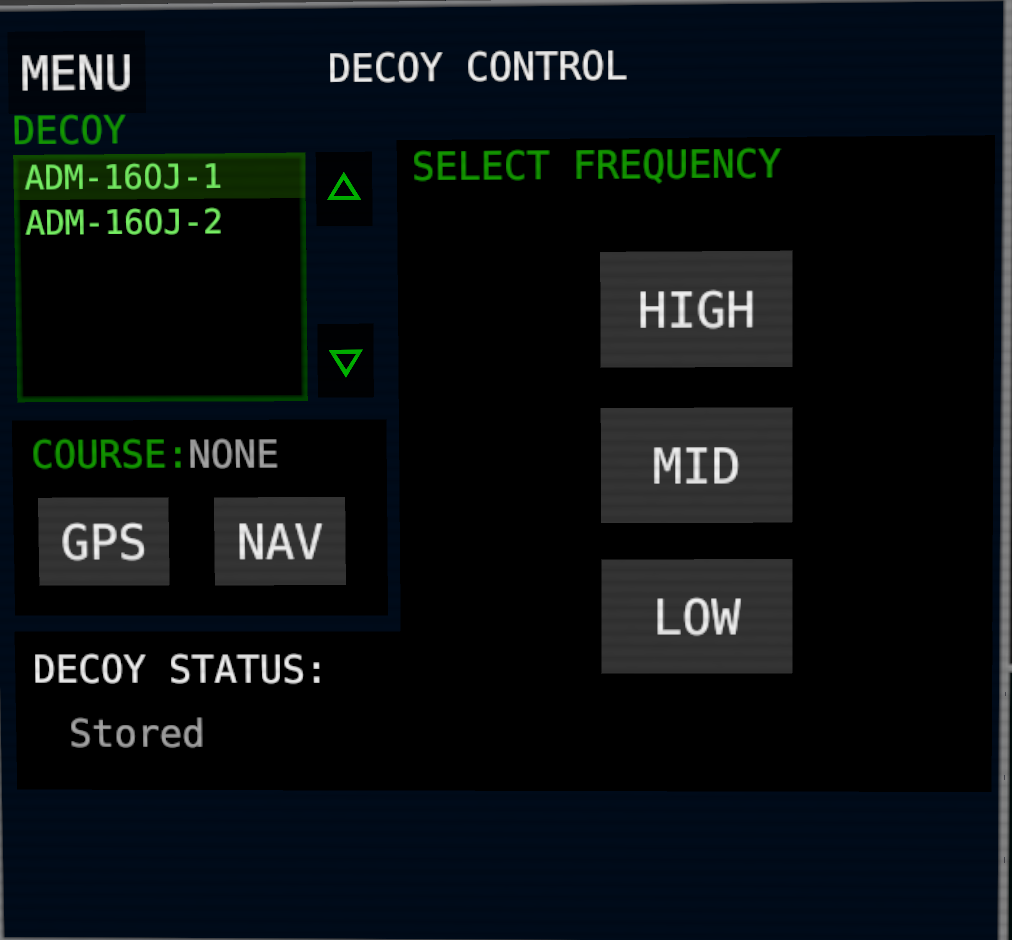 MENU
DECOY CONTROL
DECOY
ADM-160J-1
ADM-160J-2
SELECT FREQUENCY
HIGH
MID
LOW
COURSE:NONE
GPS
NAV
DECOY STATUS:
Stored